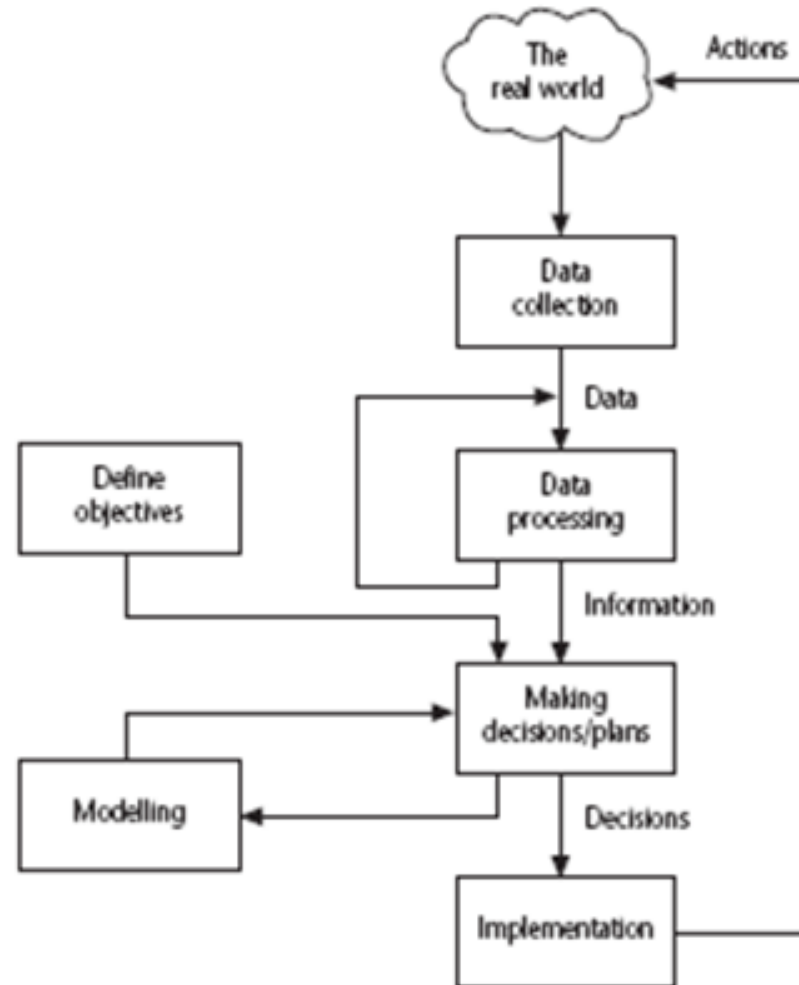 The
real world
Actions
Data
collection
Data
Define
objectives
Data
processing
Information
Making
decisions/plans
Modelling
Decisions
Implementation